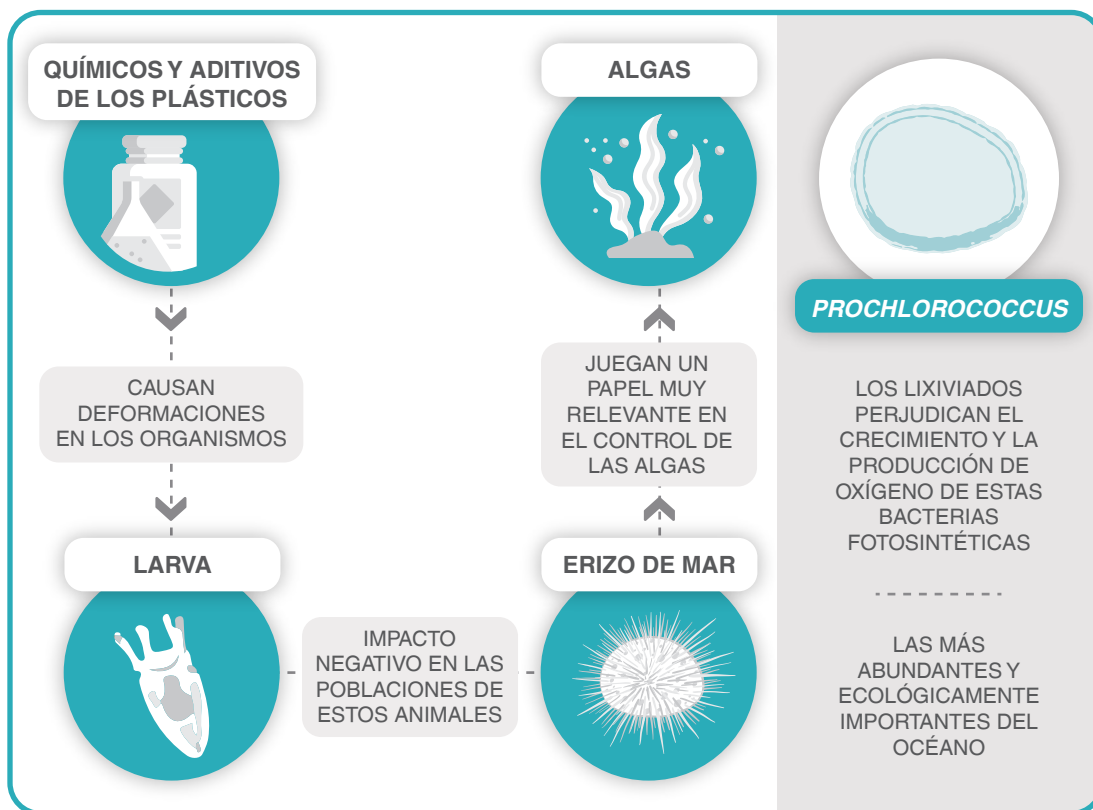 QUÍMICOS Y ADITIVOS
DE LOS PLÁSTICOS
CAUSAN
DEFORMACIONES
EN LOS ORGANISMOS
LARVA
IMPACTO
NEGATIVO EN LAS
POBLACIONES DE
ESTOS ANIMALES
ERIZO DE MAR
JUEGAN UN
PAPEL MUY
RELEVANTE EN
EL CONTROL DE
LAS ALGAS
ALGAS
PROCHLOROCOCCUS
LOS LIXIVIADOS
PERJUDICAN EL
CRECIMIENTO Y LA
PRODUCCIÓN DE
OXÍGENO DE ESTAS
BACTERIAS
FOTOSINTÉTICAS
LAS MÁS
ABUNDANTES Y
ECOLÓGICAMENTE
IMPORTANTES DEL
OCÉANO